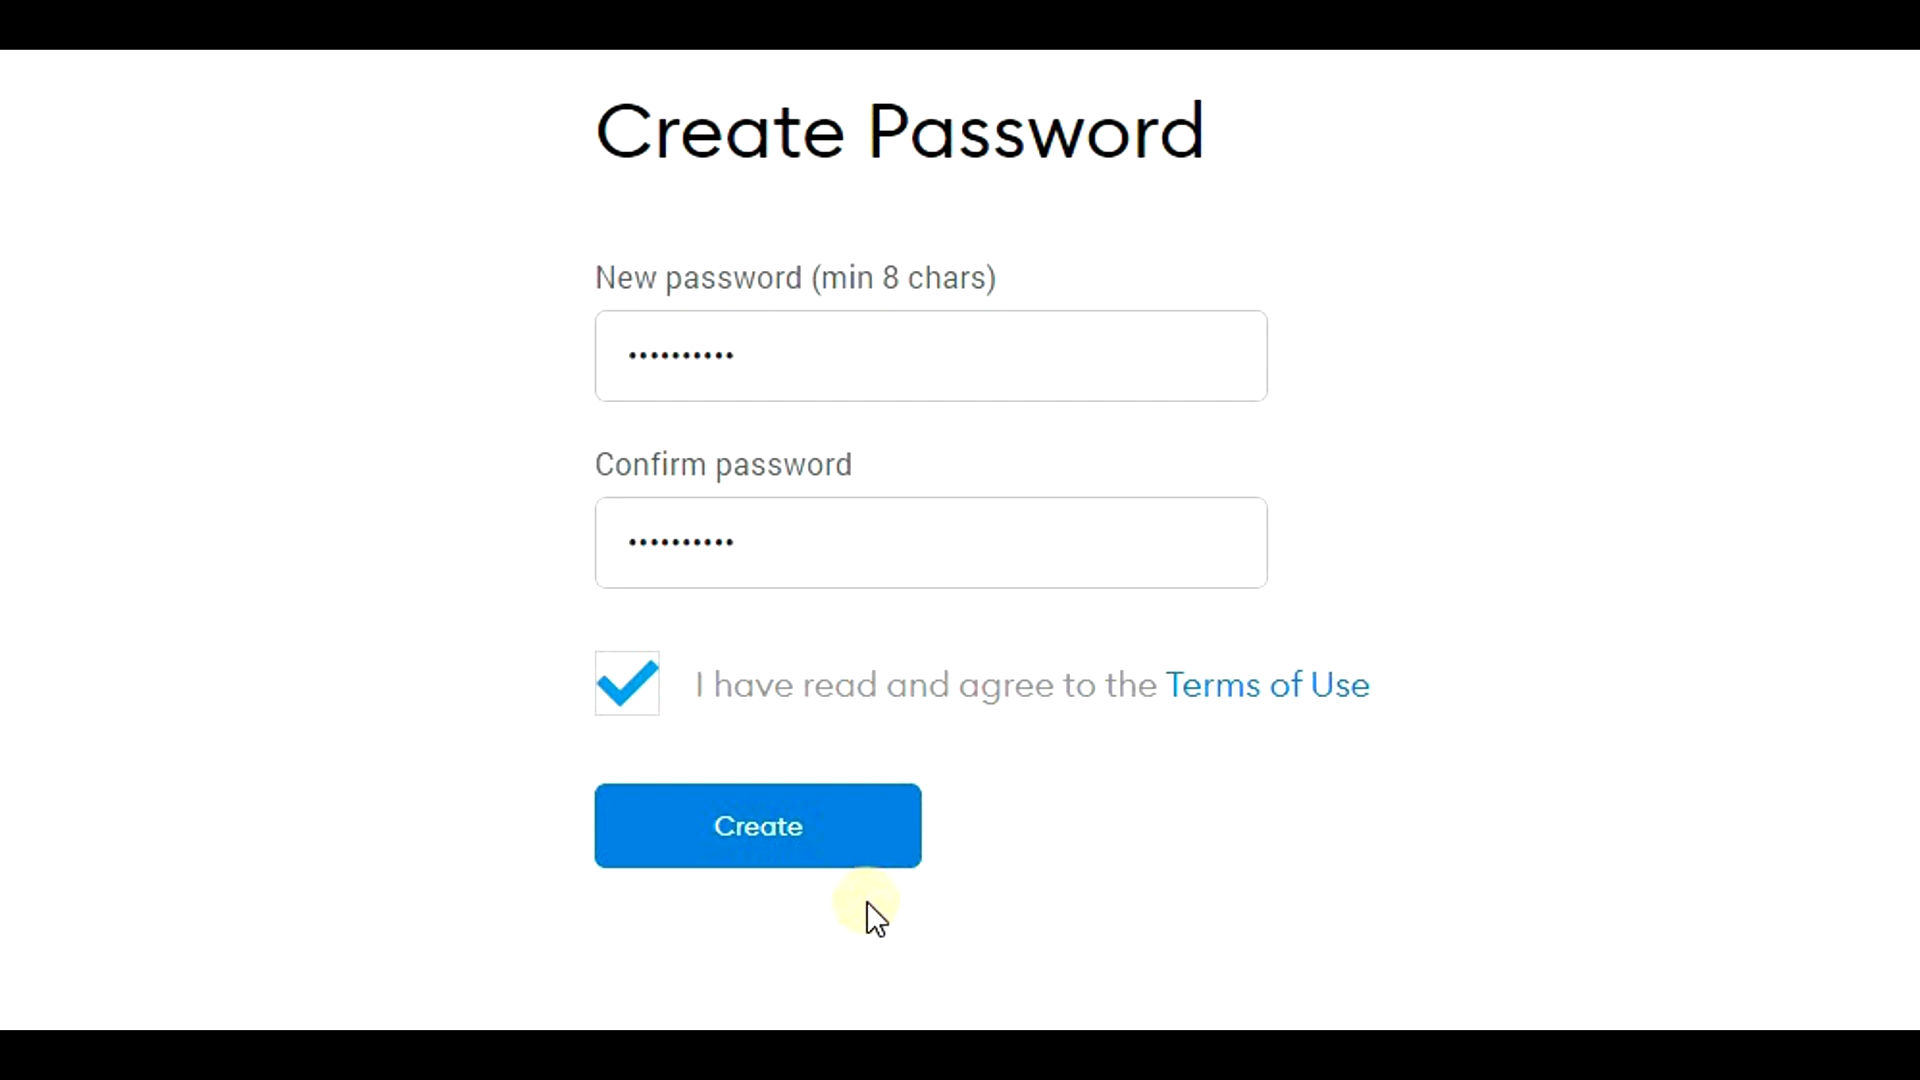 Create Password
New password (min 8 chars)
••••••••••
Confirm password
••••••••••
I have read and agree to the Terms of Use
Create